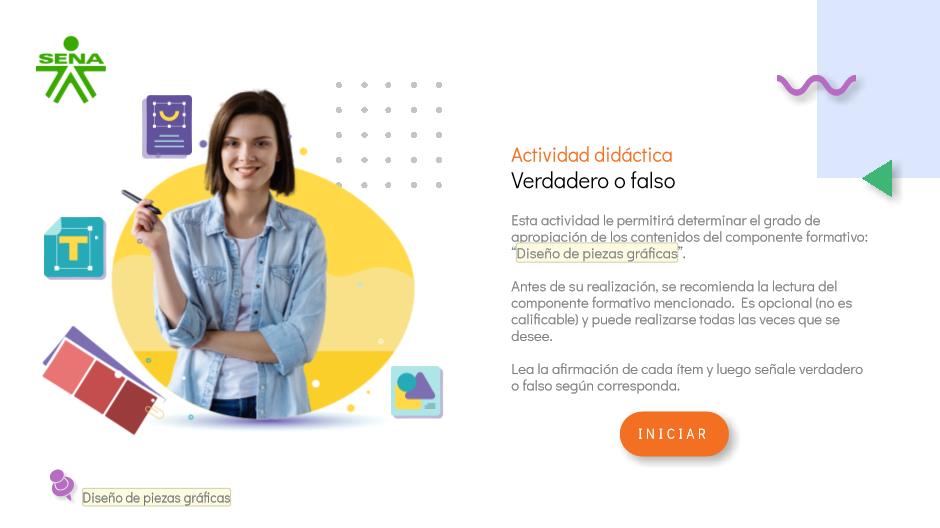 SENA
T
Actividad didáctica
Verdadero o falso
Esta actividad le permitirá determinar el grado de
apropiación de los contenidos del componente formativo:
“Diseño de piezas gráficas”.
Antes de su realización, se recomienda la lectura del
componente formativo mencionado. Es opcional (no es
calificable) y puede realizarse todas las veces que se
desee.
Lea la afirmación de cada ítem y luego señale verdadero
o falso según corresponda.
INICIAR
Diseño de piezas gráficas